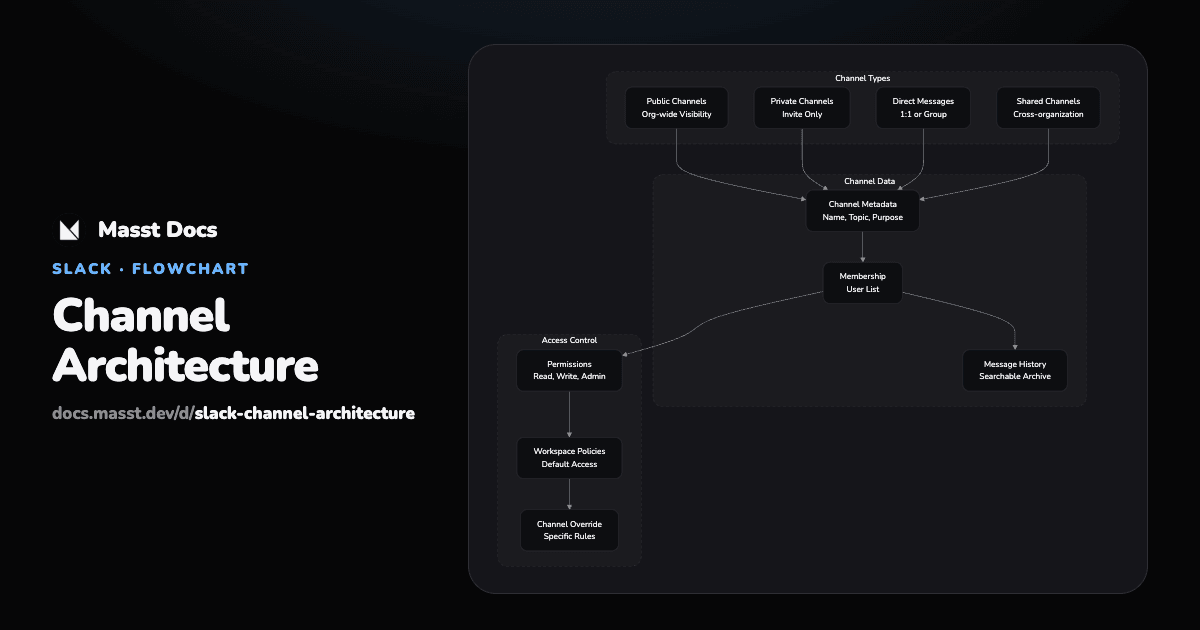 Masst Docs
SLACK · FLOWCHART
Channel
Architecture
docs.masst.dev/d/slack-channel-architecture
Channel Types
Public Channels
Org-wide Visibility
Private Channels
Invite Only
Direct Messages
1:1 or Group
Shared Channels
Cross-organization
Channel Data
Channel Metadata
Name, Topic, Purpose
Membership
User List
Access Control
Permissions
Read, Write, Admin
Message History
Searchable Archive
Workspace Policies
Default Access
Channel Override
Specific Rules